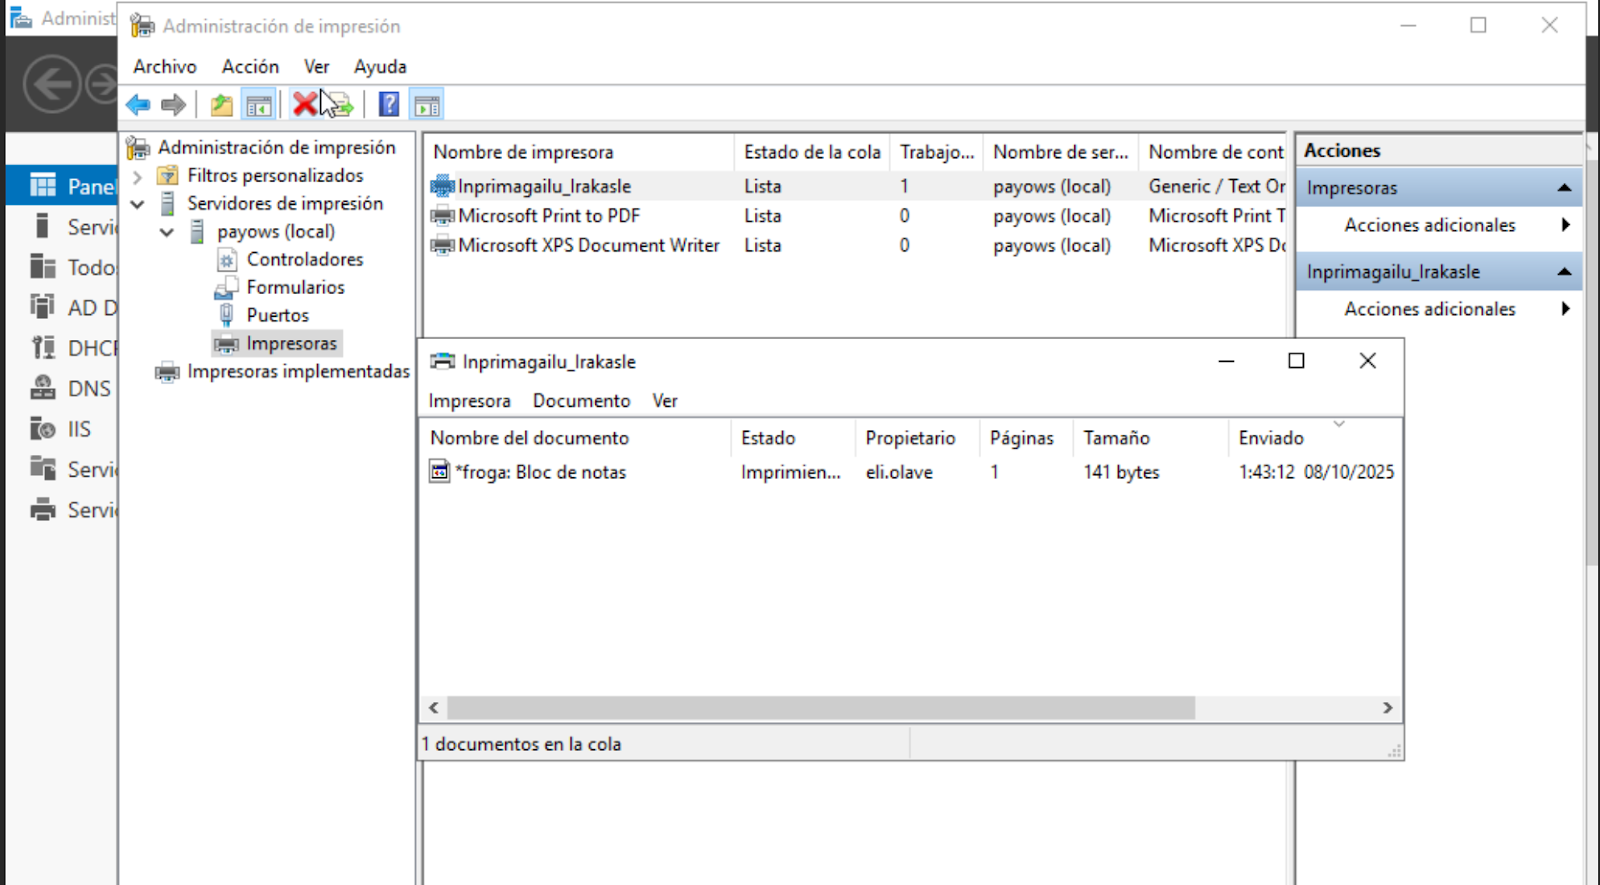 Administ
Administración de impresión
Archivo Acción Ver Ayuda
Administración de impresión
Filtros personalizados
Servidores de impresión
payows (local)
Controladores
Formularios
Puertos
Impresoras
Impresoras implementadas
Panel
Servi
Todos
AD D
DHCP
DNS
IIS
Servi
Servi
Nombre de impresora Estado de la cola Trabajo... Nombre de ser... Nombre de cont
Inprimagailu_Irakasle Lista 1 payows (local) Generic / Text On
Microsoft Print to PDF Lista 0 payows (local) Microsoft Print T
Microsoft XPS Document Writer Lista 0 payows (local) Microsoft XPS Do
Acciones
Impresoras
Acciones adicionales
Inprimagailu_Irakasle
Acciones adicionales
Inprimagailu_Irakasle
Impresora Documento Ver
Nombre del documento Estado Propietario Páginas Tamaño Enviado
*froga: Bloc de notas Imprimien... eli.olave 1 141 bytes 1:43:12 08/10/2025
1 documentos en la cola